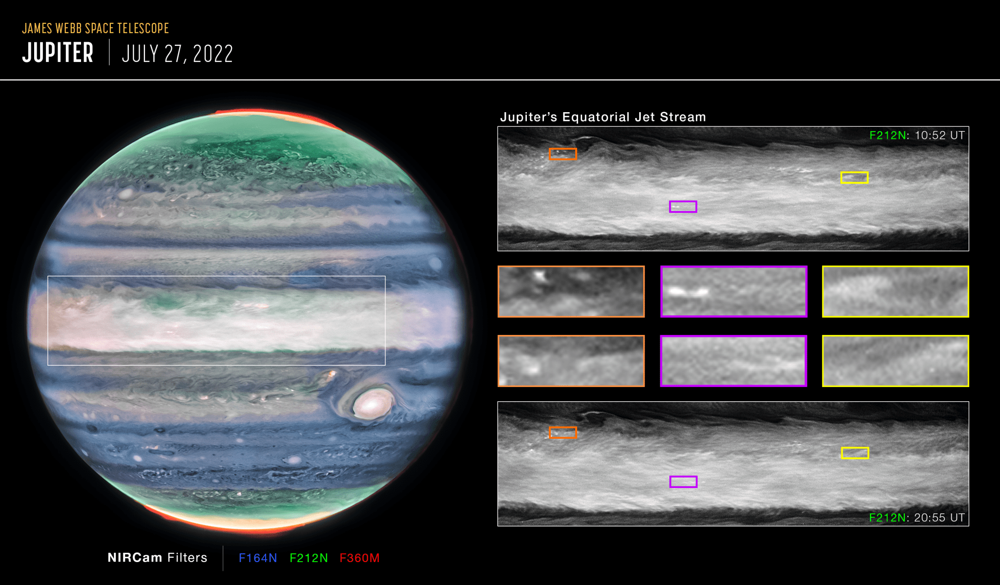 JAMES WEBB SPACE TELESCOPE
JUPITER | JULY 27, 2022
Jupiter’s Equatorial Jet Stream
F212N: 10:52 UT
F212N: 20:55 UT
NIRCam Filters | F164N F212N F360M